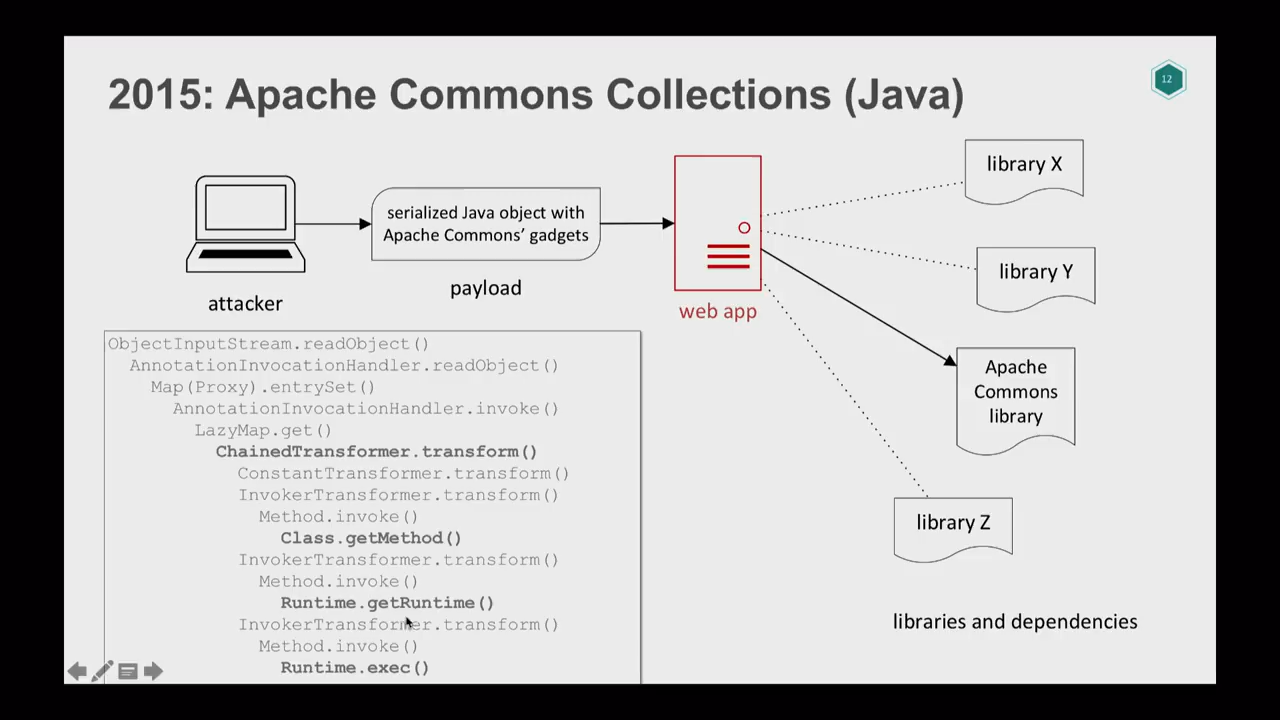 2015: Apache Commons Collections (Java)
12
serialized Java object with
Apache Commons’ gadgets
attacker
payload
web app
library X
library Y
Apache
Commons
library
library Z
libraries and dependencies
ObjectInputStream.readObject()
AnnotationInvocationHandler.readObject()
Map(Proxy).entrySet()
AnnotationInvocationHandler.invoke()
LazyMap.get()
ChainedTransformer.transform()
ConstantTransformer.transform()
InvokerTransformer.transform()
Method.invoke()
Class.getMethod()
InvokerTransformer.transform()
Method.invoke()
Runtime.getRuntime()
InvokerTransformer.transform()
Method.invoke()
Runtime.exec()